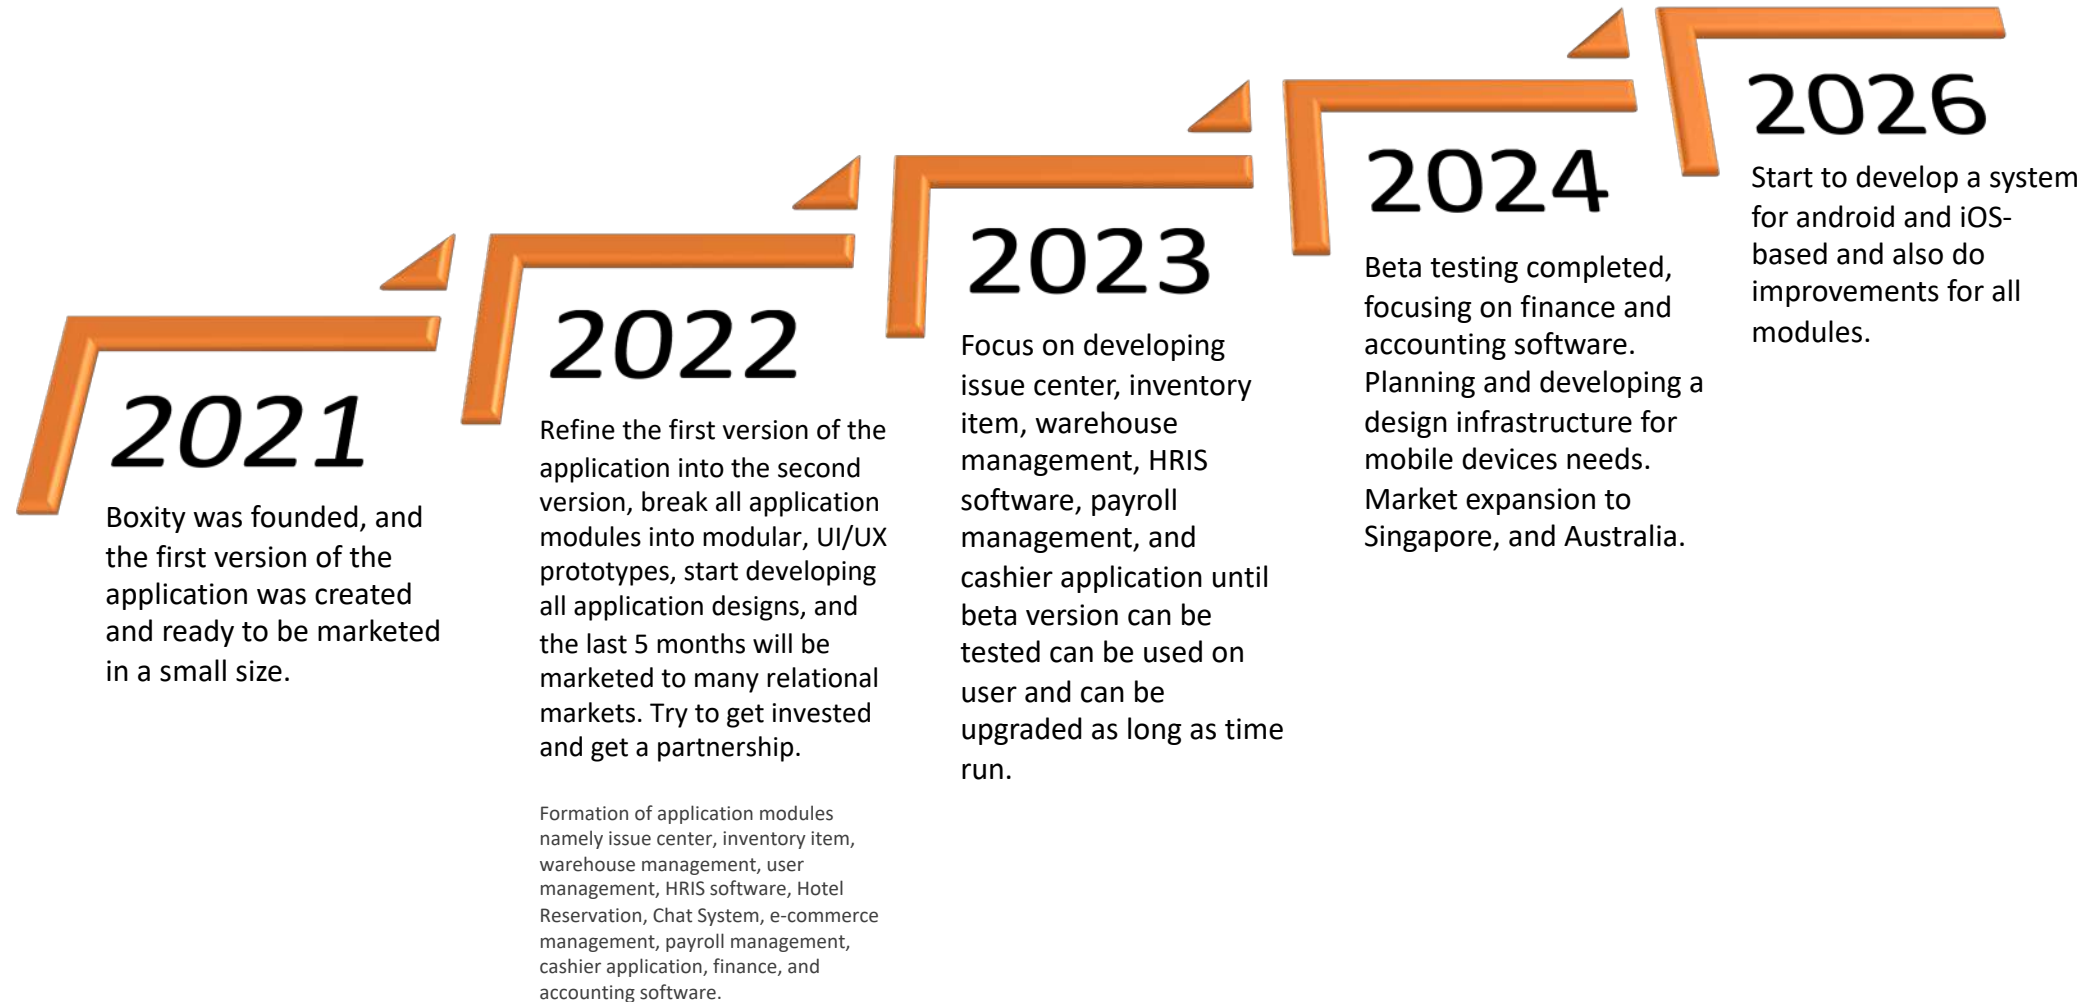 2021
Boxity was founded, and
the first version of the
application was created
and ready to be marketed
in a small size.
2022
Refine the first version of the
application into the second
version, break all application
modules into modular, UI/UX
prototypes, start developing
all application designs, and
the last 5 months will be
marketed to many relational
markets. Try to get invested
and get a partnership.
Formation of application modules
namely issue center, inventory item,
warehouse management, user
management, HRIS software, Hotel
Reservation, Chat System, e-commerce
management, payroll management,
cashier application, finance, and
accounting software.
2023
Focus on developing
issue center, inventory
item, warehouse
management, HRIS
software, payroll
management, and
cashier application until
beta version can be
tested can be used on
user and can be
upgraded as long as time
run.
2024
Beta testing completed,
focusing on finance and
accounting software.
Planning and developing a
design infrastructure for
mobile devices needs.
Market expansion to
Singapore, and Australia.
2026
Start to develop a system
for android and iOS-
based and also do
improvements for all
modules.